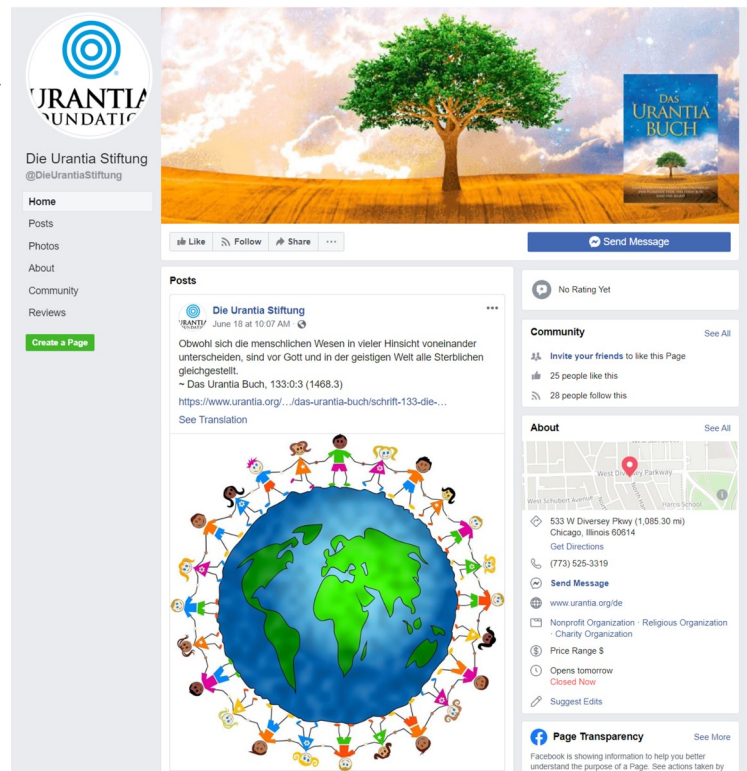 URANTIA
Die Urantia Stiftung
@DieUrantiaStiftung
Home
Posts
Photos
About
Community
Reviews
Create a Page
DAS
URANTIA
BUCH
Like
Follow
Share
Send Message
Posts
Die Urantia Stiftung
June 18 at 10:07 AM ·
Obwohl sich die menschlichen Wesen in vieler Hinsicht voneinander
unterscheiden, sind vor Gott und in der geistigen Welt alle Sterblichen
gleichgestellt.
~ Das Urantia Buch, 133:0:3 (1468.3)
https://www.urantia.org/…/das-urantia-buch/schrift-133-die-…
See Translation
No Rating Yet
Community
See All
Invite your friends to like this Page
25 people like this
28 people follow this
About
See All
West Diversey Parkway
West Schubert Avenue
Harris School
533 W Diversey Pkwy (1,085.30 mi)
Chicago, Illinois 60614
Get Directions
(773) 525-3319
Send Message
www.urantia.org/de
Nonprofit Organization · Religious Organization
· Charity Organization
Price Range $
Opens tomorrow
Closed Now
Suggest Edits
Page Transparency
See More
Facebook is showing information to help you better
understand the purpose of a Page. See actions taken by